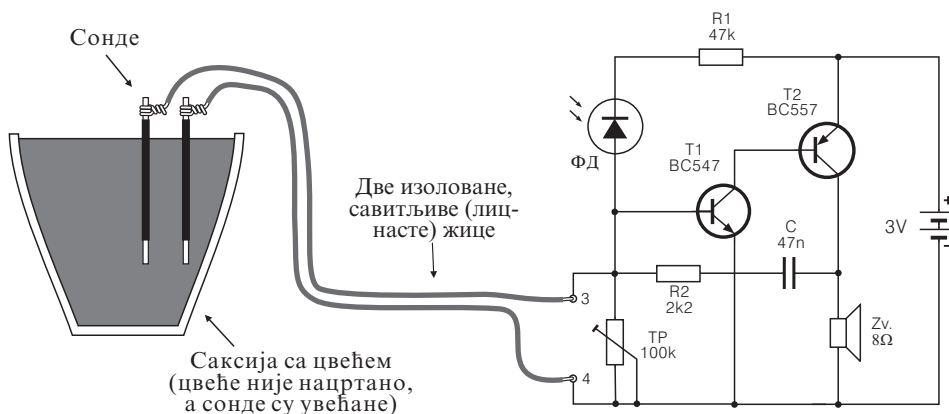 Сонде
R1
47k
T2
BC557
ФД
T1
BC547
Две изоловане,
савитљиве (лиц-
насте) жице
C
47n
3V
+
−
3
R2
2k2
TP
100k
Zv.
8Ω
4
Саксија са цвећем
(цвеће није нацртано,
а сонде су увећане)